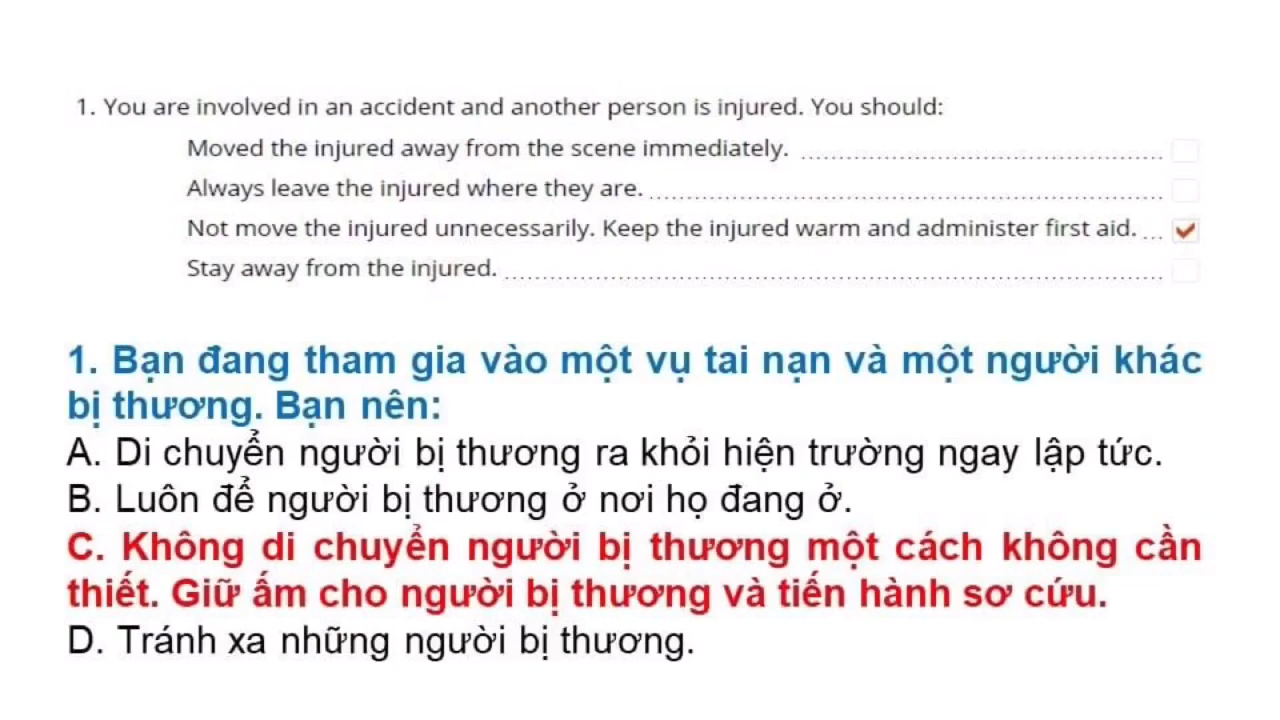 1. You are involved in an accident and another person is injured. You should:
Moved the injured away from the scene immediately. ............................................
Always leave the injured where they are. ..............................................................
Not move the injured unnecessarily. Keep the injured warm and administer first aid. ...
Stay away from the injured. ................................................................................
1. Bạn đang tham gia vào một vụ tai nạn và một người khác
bị thương. Bạn nên:
A. Di chuyển người bị thương ra khỏi hiện trường ngay lập tức.
B. Luôn để người bị thương ở nơi họ đang ở.
C. Không di chuyển người bị thương một cách không cần
thiết. Giữ ấm cho người bị thương và tiến hành sơ cứu.
D. Tránh xa những người bị thương.